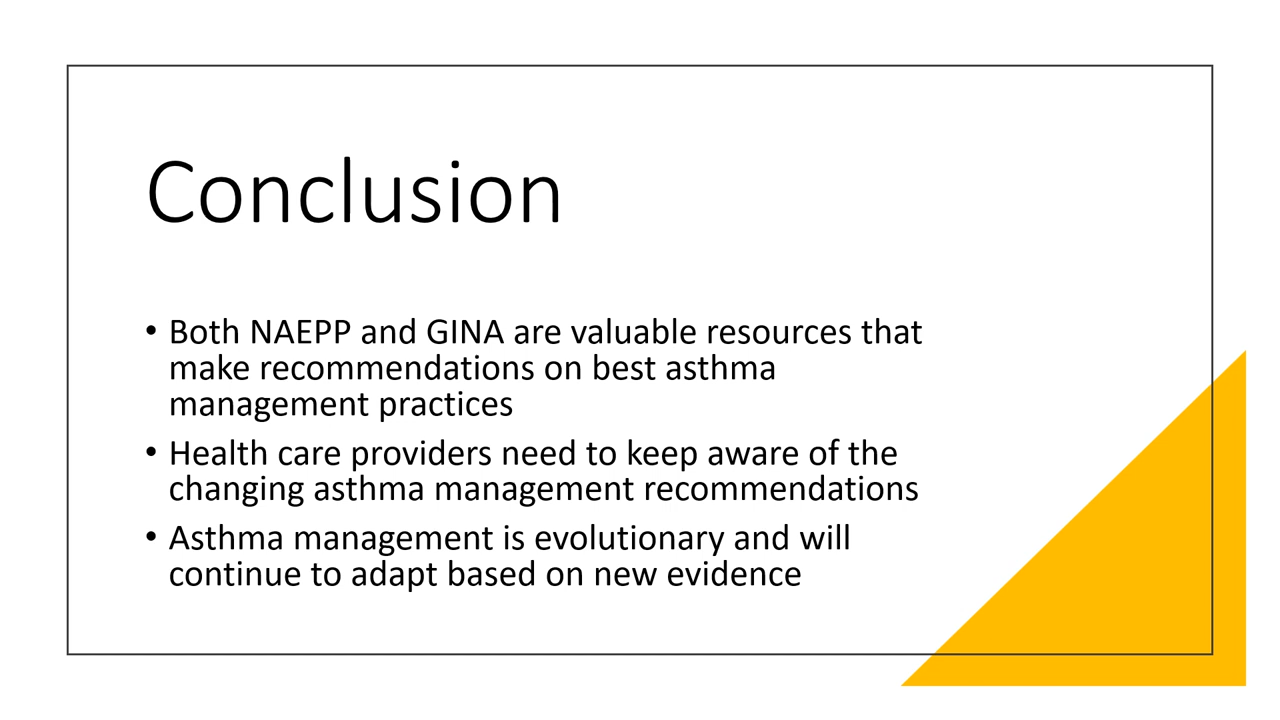 Conclusion
• Both NAEPP and GINA are valuable resources that
make recommendations on best asthma
management practices
• Health care providers need to keep aware of the
changing asthma management recommendations
• Asthma management is evolutionary and will
continue to adapt based on new evidence